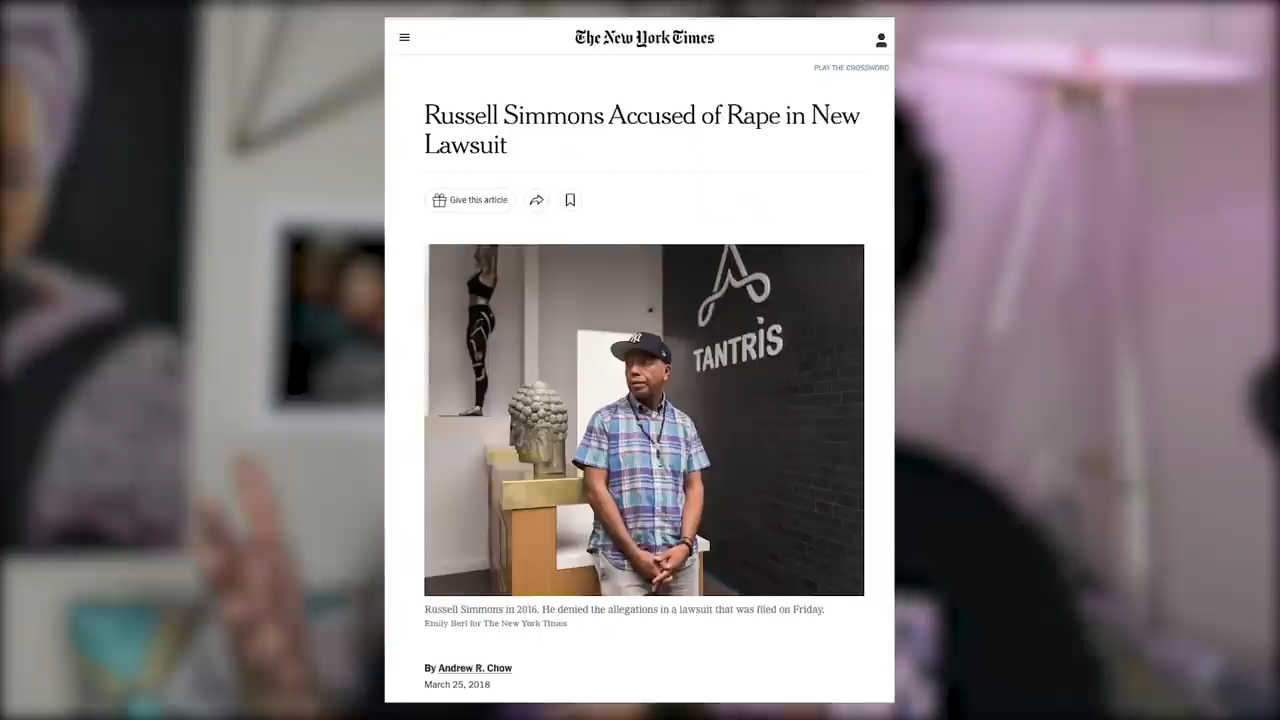 The New York Times
PLAY THE CROSSWORD
Russell Simmons Accused of Rape in New
Lawsuit
Give this article
TANTRIS
Russell Simmons in 2016. He denied the allegations in a lawsuit that was filed on Friday.
Emily Berl for The New York Times
By Andrew R. Chow
March 25, 2018